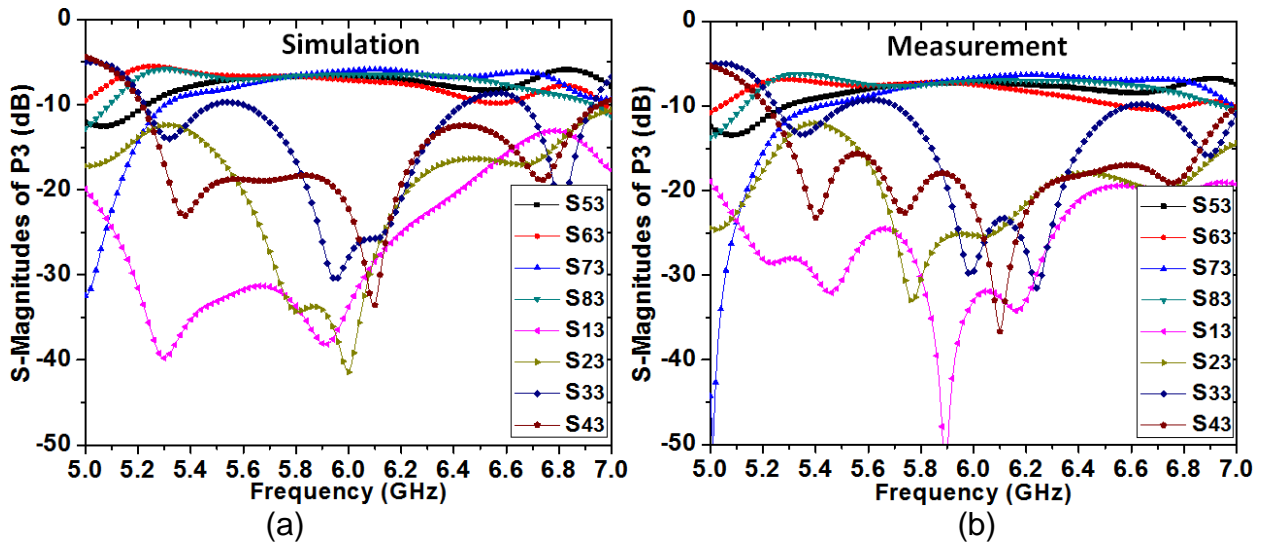 Simulation
S-Magnitudes of P3 (dB)
0
-10
-20
-30
-40
-50
S53
S63
S73
S83
S13
S23
S33
S43
5.0 5.2 5.4 5.6 5.8 6.0 6.2 6.4 6.6 6.8 7.0
Frequency (GHz)
(a)
Measurement
S-Magnitudes of P3 (dB)
0
-10
-20
-30
-40
-50
S53
S63
S73
S83
S13
S23
S33
S43
5.0 5.2 5.4 5.6 5.8 6.0 6.2 6.4 6.6 6.8 7.0
Frequency (GHz)
(b)